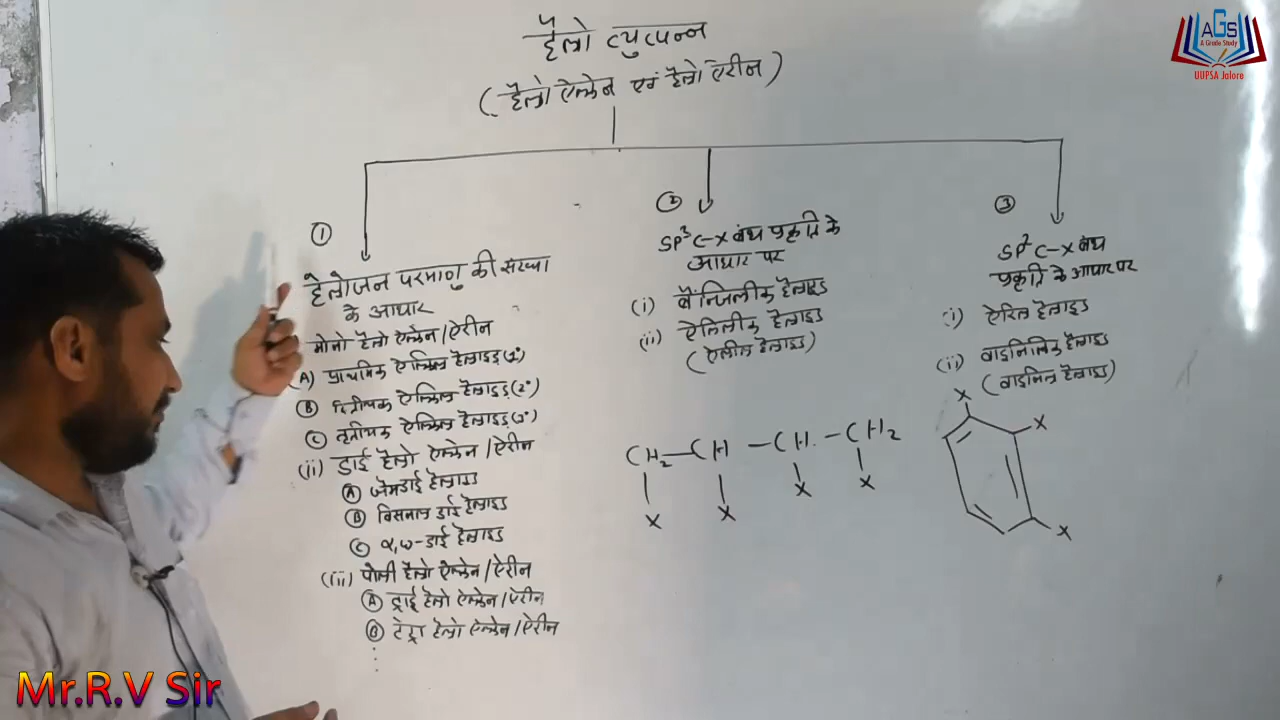 हैलो व्युत्पन्न
(हैलो ऐल्केन एवं हैलो ऐरीन)
AGS
A Grade Study
UUPSA Jalore
①
हैलोजन परमाणु की संख्या
के आधार
मोनो हैलो ऐल्केन/ऐरीन
(A) प्राथमिक ऐल्किल हैलाइड(1°)
Ⓑ द्वितीयक ऐल्किल हैलाइड(2°)
Ⓒ तृतीयक ऐल्किल हैलाइड(3°)
(ii) डाई हैलो ऐल्केन/ऐरीन
Ⓐ जेमडाई हैलाइड
Ⓑ विसनल डाई हैलाइड
Ⓒ α,ω-डाई हैलाइड
(iii) पोली हैलो ऐल्केन/ऐरीन
Ⓐ ट्राई हैलो ऐल्केन/ऐरीन
Ⓑ टेट्रा हैलो ऐल्केन/ऐरीन
②
SP³ C-X बंध प्रकृति के
आधार पर
(i) बैन्जिलीक हैलाइड
(ii) ऐलिलीक हैलाइड
(ऐलील हैलाइड)
CH₂—CH—CH—CH₂
X X X X
③
SP² C-X बंध
प्रकृति के आधार पर
(i) ऐरिल हैलाइड
(ii) वाइनिलिक हैलाइड
(वाइनिल हैलाइड)
X
X
X
Mr.R.V Sir